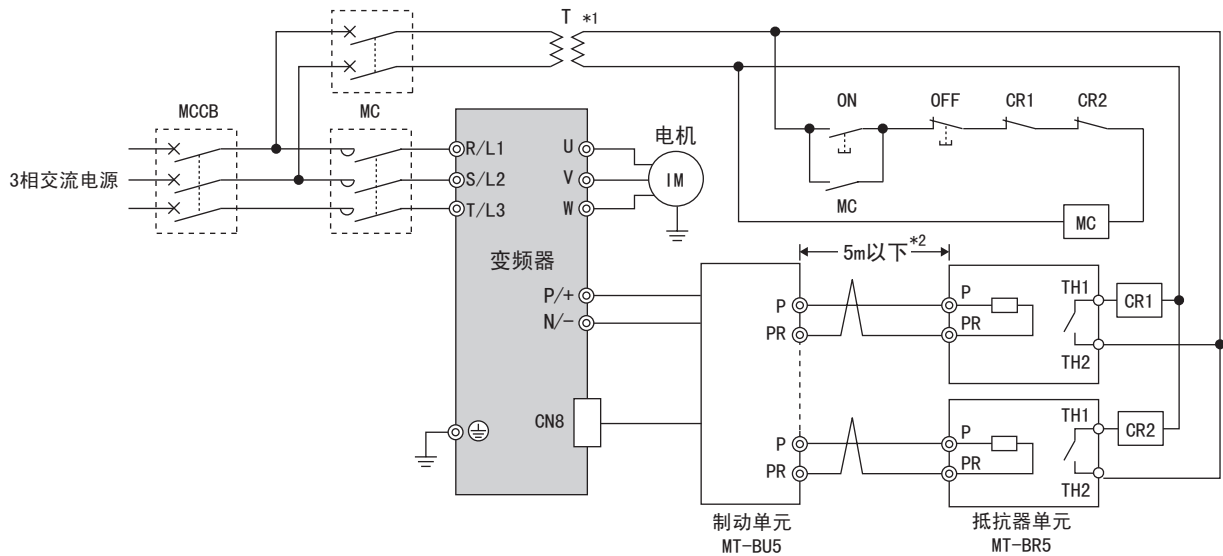 T *1
MCCB
MC
ON
OFF
CR1
CR2
3相交流电源
R/L1
S/L2
T/L3
U
V
W
电机
IM
MC
MC
变频器
P/+
N/-
CN8
5m以下*2
P
PR
P
PR
TH1
TH2
CR1
P
PR
P
PR
TH1
TH2
CR2
制动单元
MT-BU5
抵抗器单元
MT-BR5